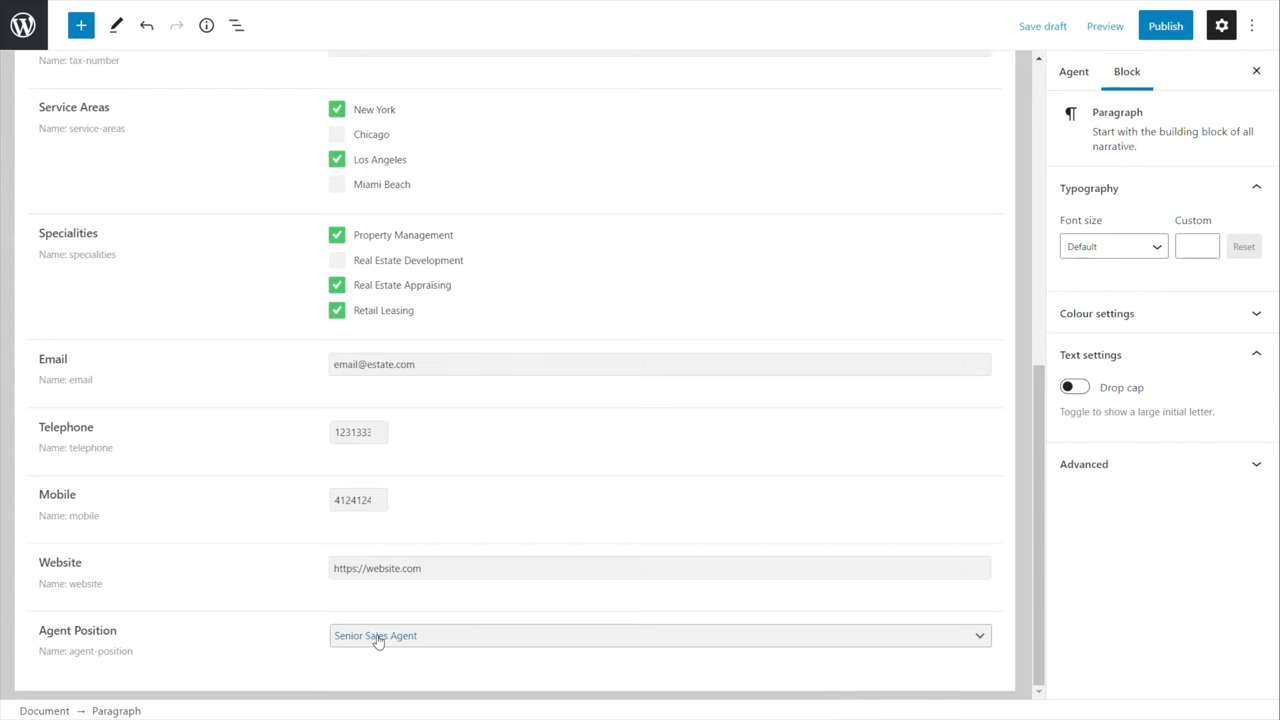 Save draft
Preview
Publish
Name: tax-number
Service Areas
Name: service-areas
New York
Chicago
Los Angeles
Miami Beach
Specialities
Name: specialities
Property Management
Real Estate Development
Real Estate Appraising
Retail Leasing
Email
Name: email
email@estate.com
Telephone
Name: telephone
Mobile
Name: mobile
4124124
Website
Name: website
https://website.com
Agent Position
Name: agent-position
Senior Sales Agent
Agent
Block
Paragraph
Start with the building block of all
narrative.
Typography
Font size
Custom
Default
Reset
Colour settings
Text settings
Drop cap
Toggle to show a large initial letter.
Advanced
Document → Paragraph